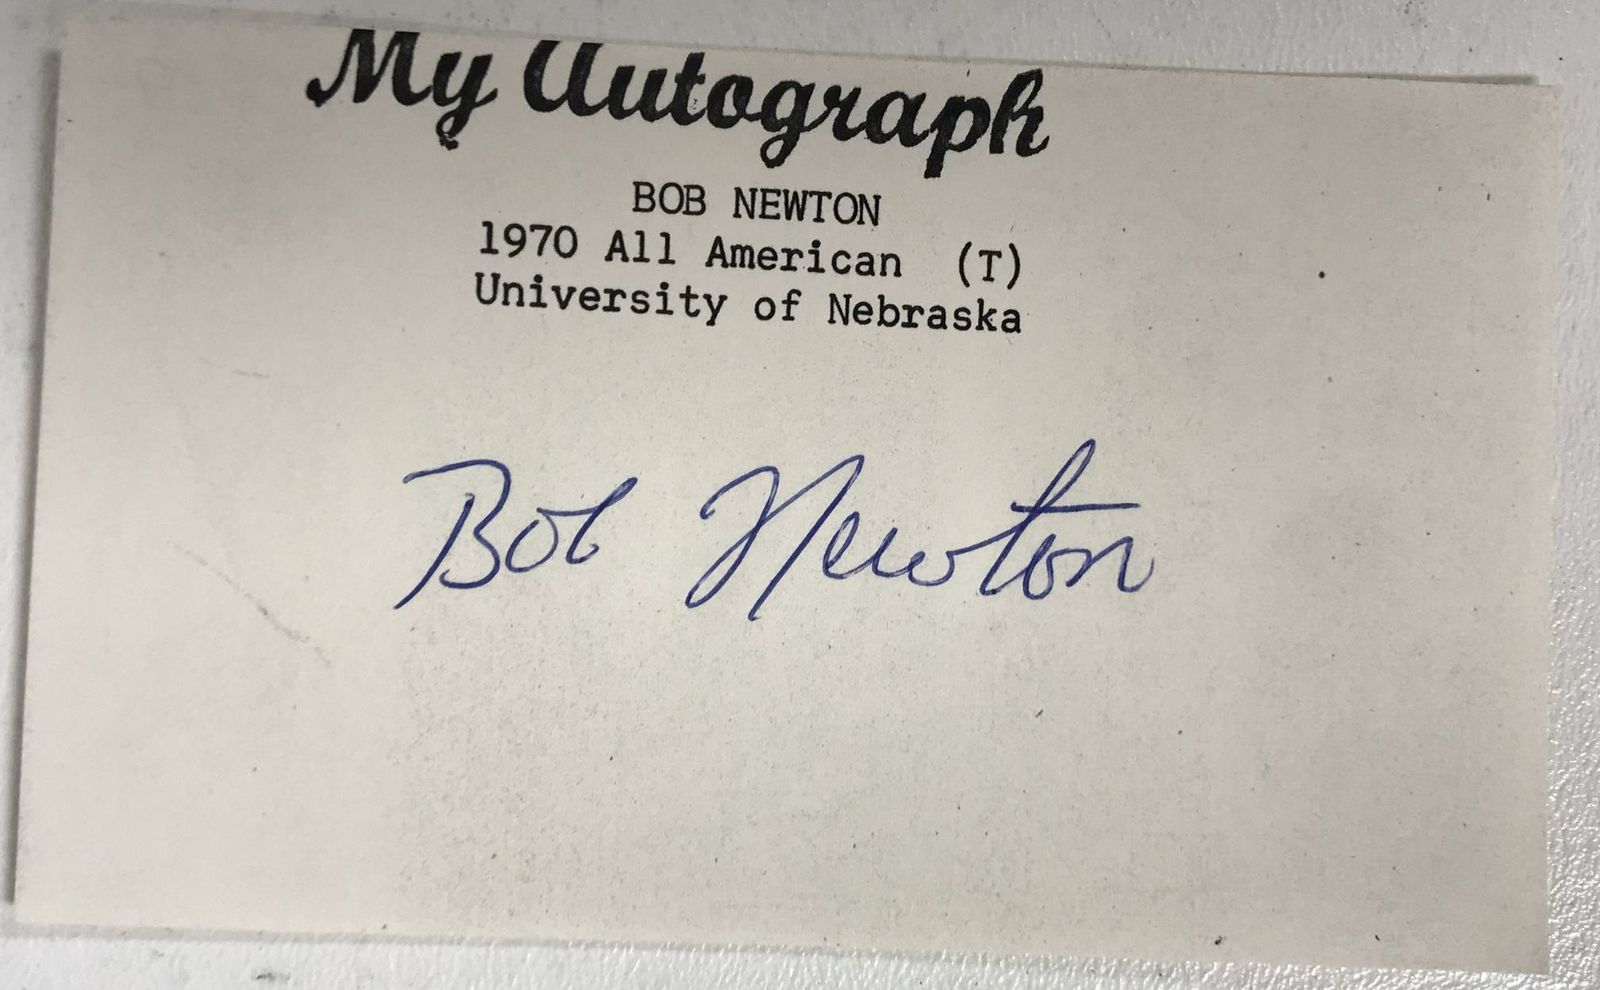 My Autograph
BOB NEWTON
1970 All American (T)
University of Nebraska
Bob Newton